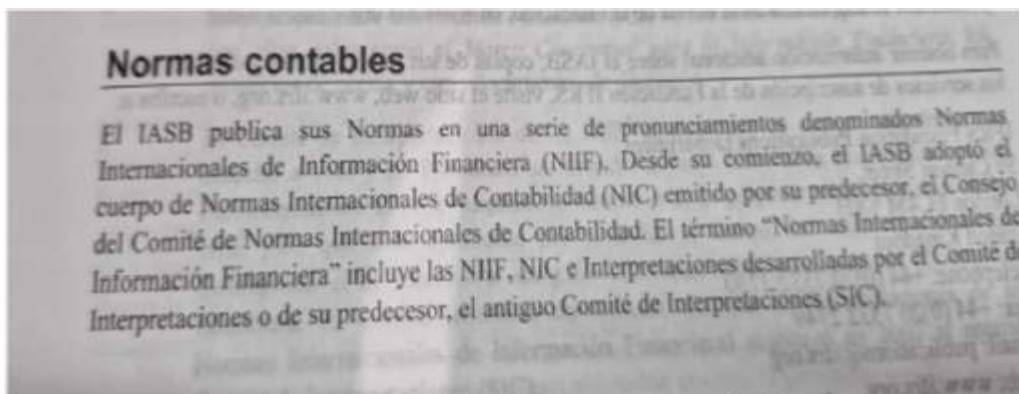 Normas contables
El IASB publica sus Normas en una serie de pronunciamientos denominados Normas
Internacionales de Información Financiera (NIIF). Desde su comienzo, el IASB adoptó el
cuerpo de Normas Internacionales de Contabilidad (NIC) emitido por su predecesor, el Consejo
del Comité de Normas Internacionales de Contabilidad. El término “Normas Internacionales de
Información Financiera” incluye las NIIF, NIC e Interpretaciones desarrolladas por el Comité de
Interpretaciones o de su predecesor, el antiguo Comité de Interpretaciones (SIC).